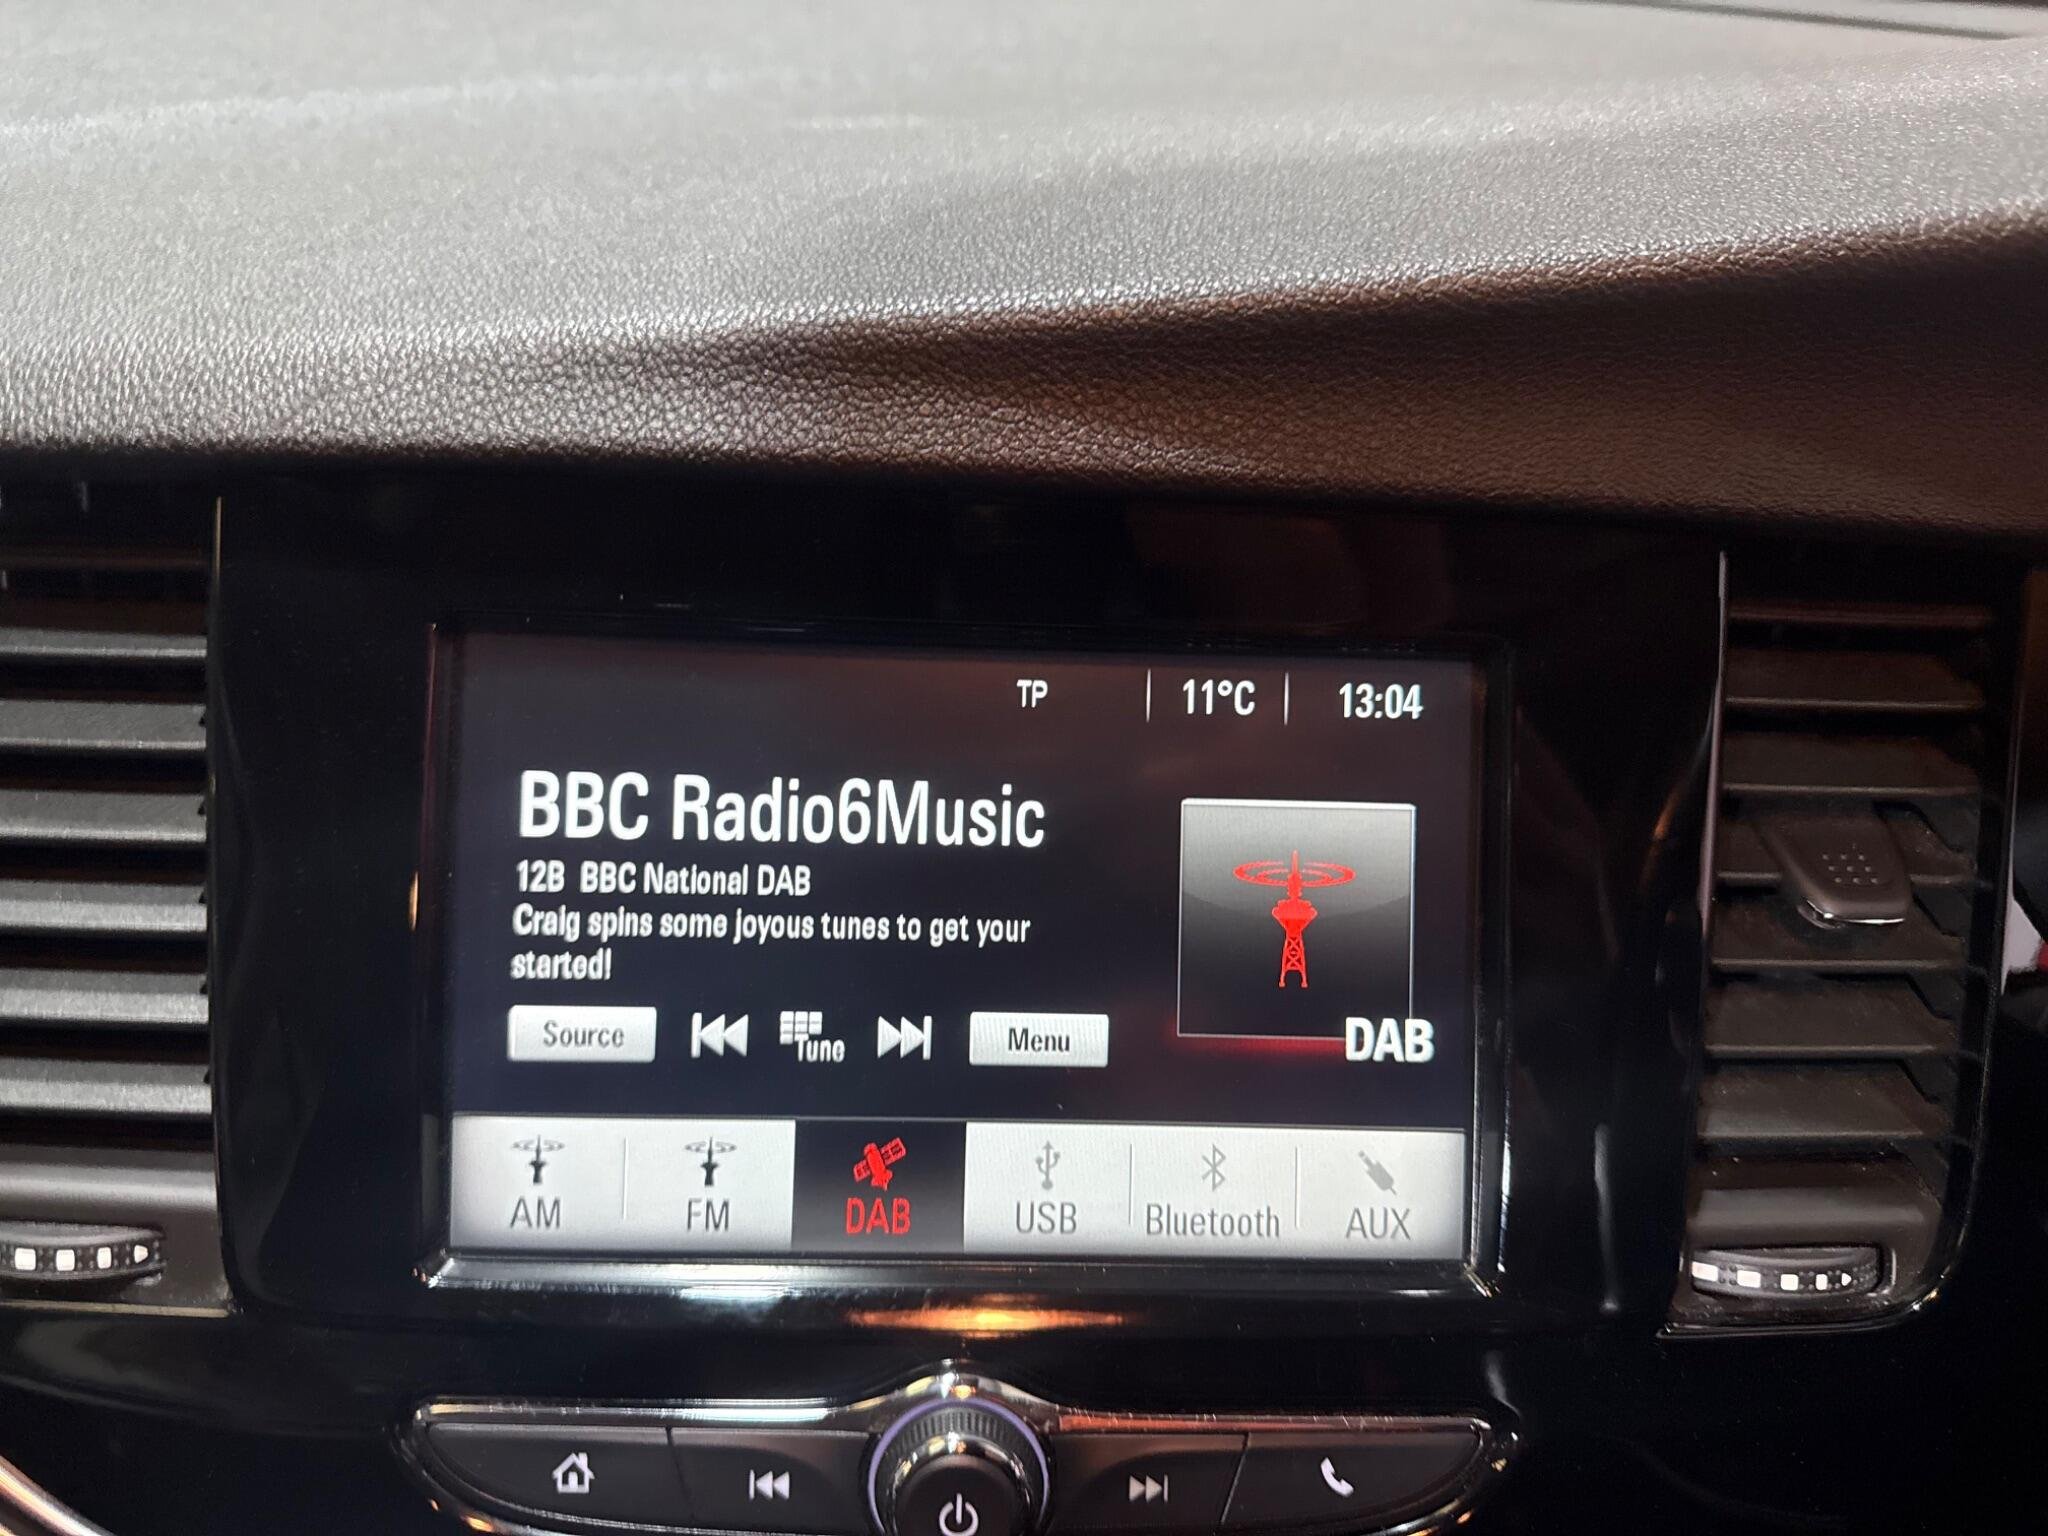 TP 11°C 13:04
BBC Radio6Music
12B BBC National DAB
Craig spins some joyous tunes to get your
started!
Source Tune Menu
DAB
AM FM DAB USB Bluetooth AUX